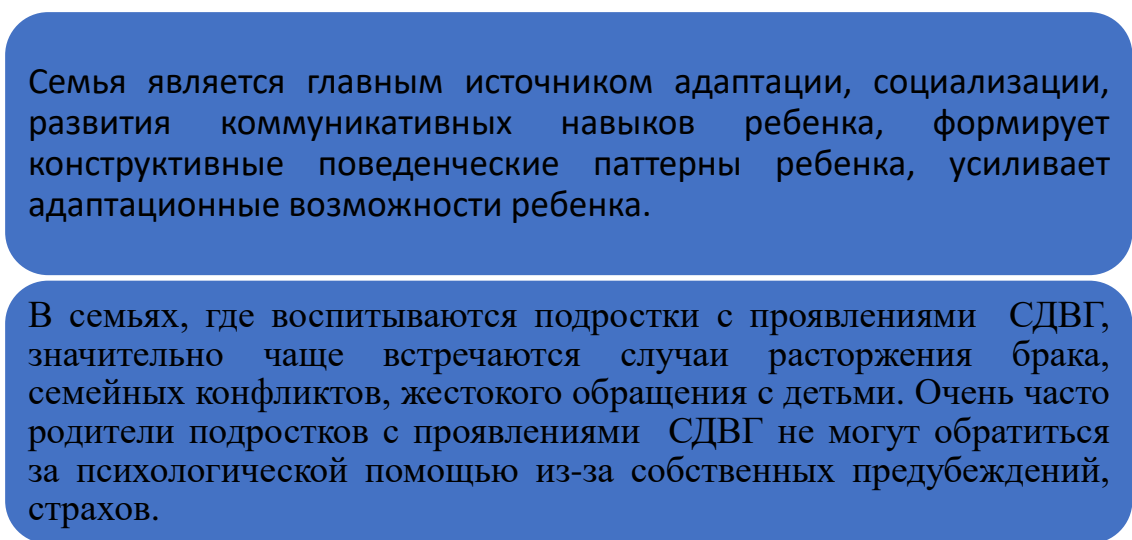 Семья является главным источником адаптации, социализации,
развития коммуникативных навыков ребенка, формирует
конструктивные поведенческие паттерны ребенка, усиливает
адаптационные возможности ребенка.
В семьях, где воспитываются подростки с проявлениями СДВГ,
значительно чаще встречаются случаи расторжения брака,
семейных конфликтов, жестокого обращения с детьми. Очень часто
родители подростков с проявлениями СДВГ не могут обратиться
за психологической помощью из-за собственных предубеждений,
страхов.